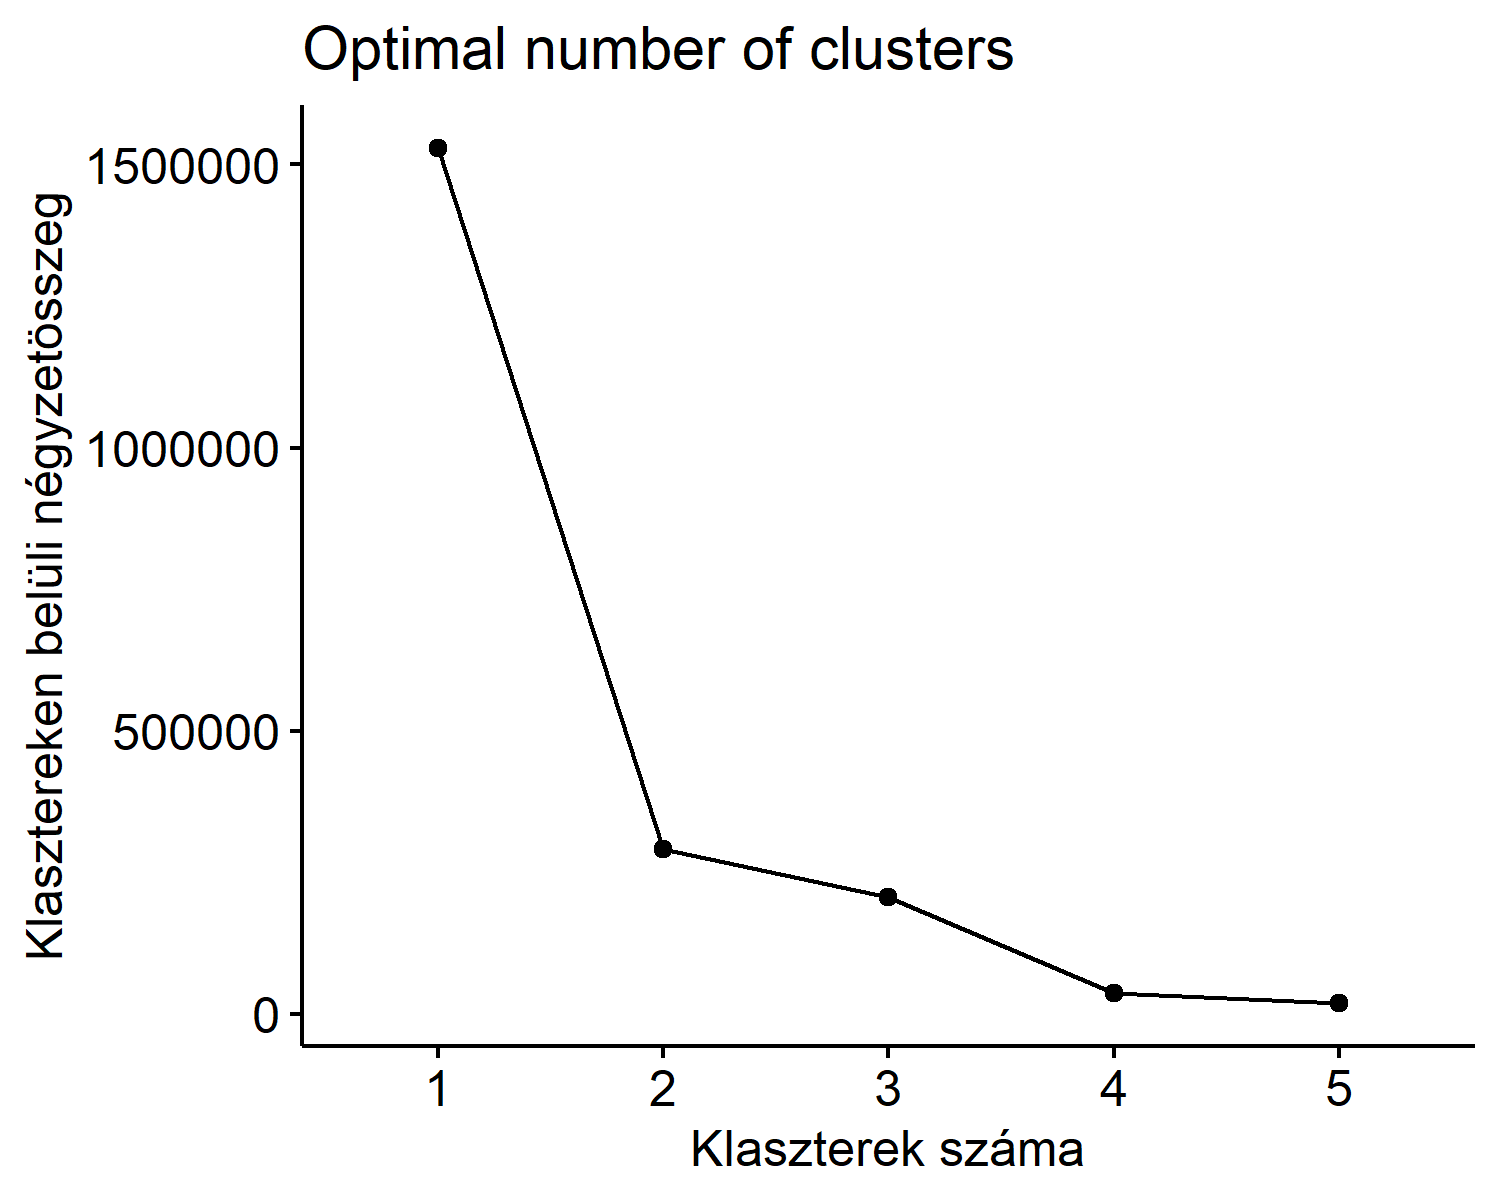 Optimal number of clusters
Klasztereken belüli négyzetösszeg
1500000
1000000
500000
0
1 2 3 4 5
Klaszterek száma